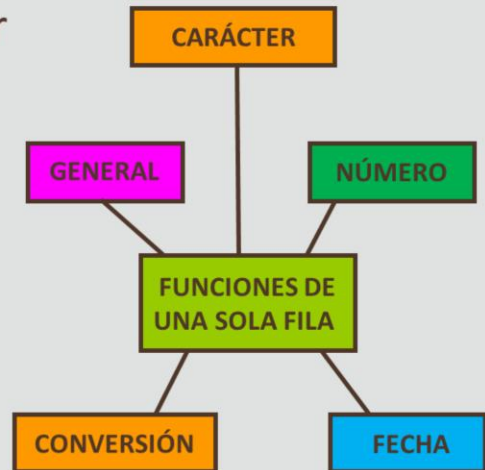 CARÁCTER
GENERAL
NÚMERO
FUNCIONES DE
UNA SOLA FILA
CONVERSIÓN
FECHA